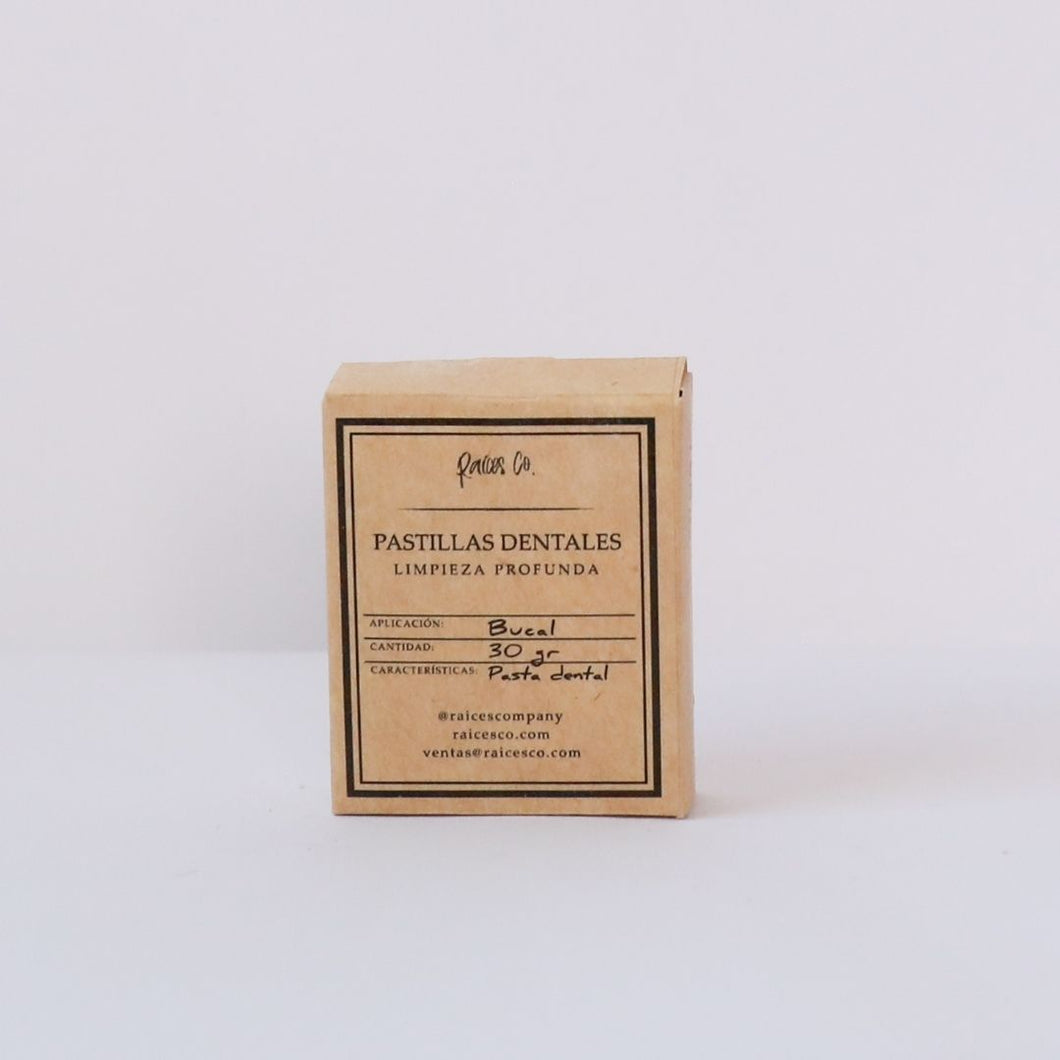 Raíces Co.
PASTILLAS DENTALES
LIMPIEZA PROFUNDA
APLICACIÓN: Bucal
CANTIDAD: 30 gr
CARACTERÍSTICAS: Pasta dental
@raicescompany
raicesco.com
ventas@raicesco.com